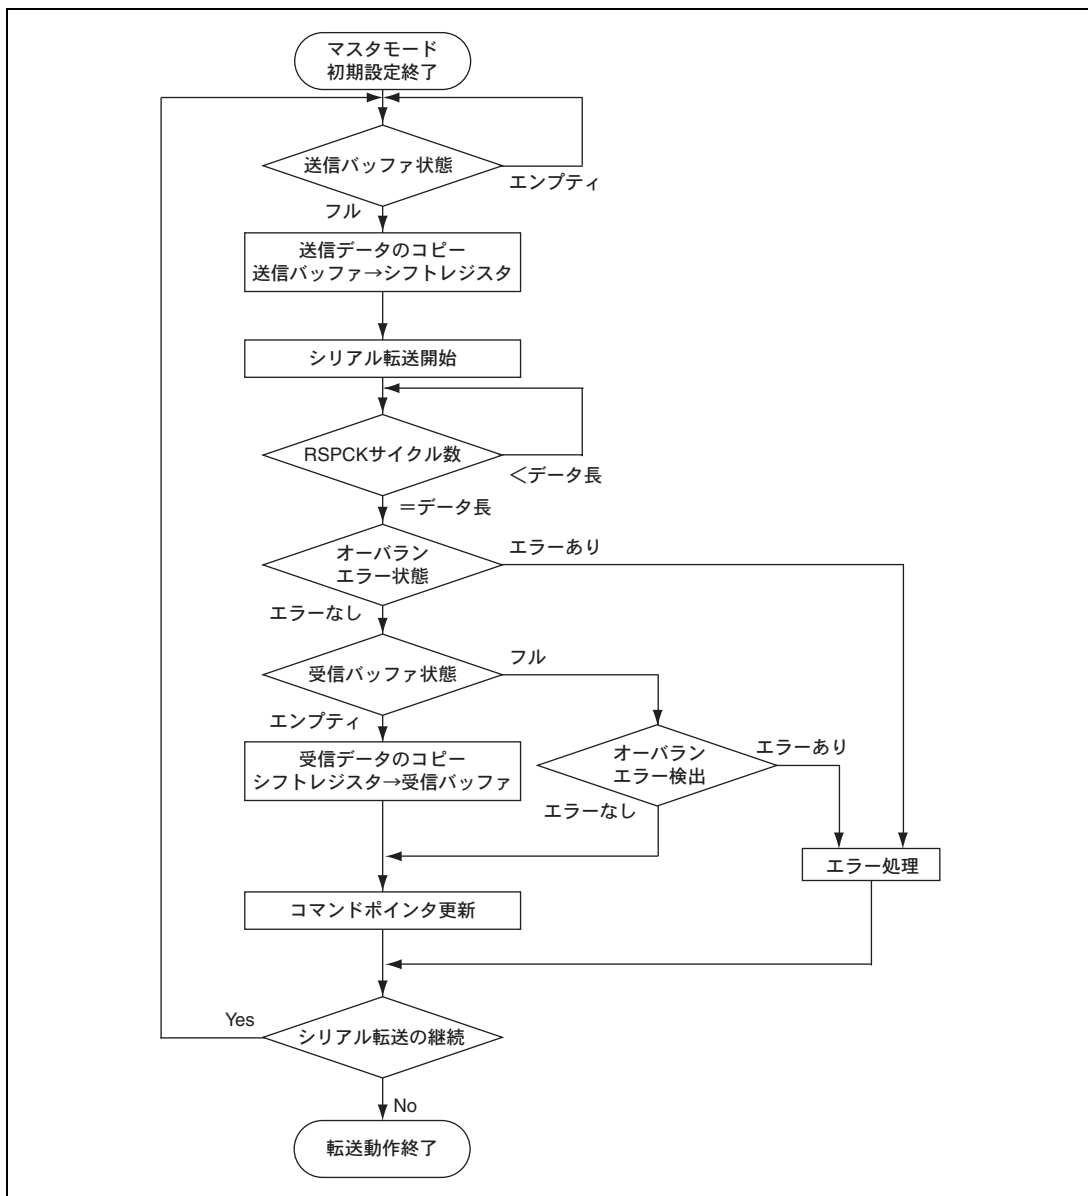 マスタモード
初期設定終了
送信バッファ状態
エンプティ
フル
送信データのコピー
送信バッファ→シフトレジスタ
シリアル転送開始
RSPCKサイクル数
＜データ長
＝データ長
オーバラン
エラー状態
エラーあり
エラーなし
受信バッファ状態
フル
エンプティ
受信データのコピー
シフトレジスタ→受信バッファ
オーバラン
エラー検出
エラーあり
エラーなし
エラー処理
コマンドポインタ更新
シリアル転送の継続
Yes
No
転送動作終了